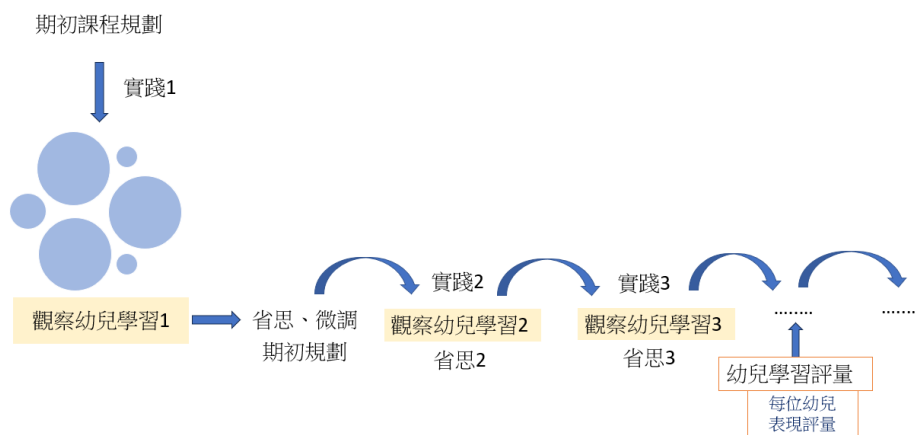 期初課程規劃
實踐1
觀察幼兒學習1
省思、微調
期初規劃
實踐2
觀察幼兒學習2
省思2
實踐3
觀察幼兒學習3
省思3
........
.......
幼兒學習評量
每位幼兒
表現評量